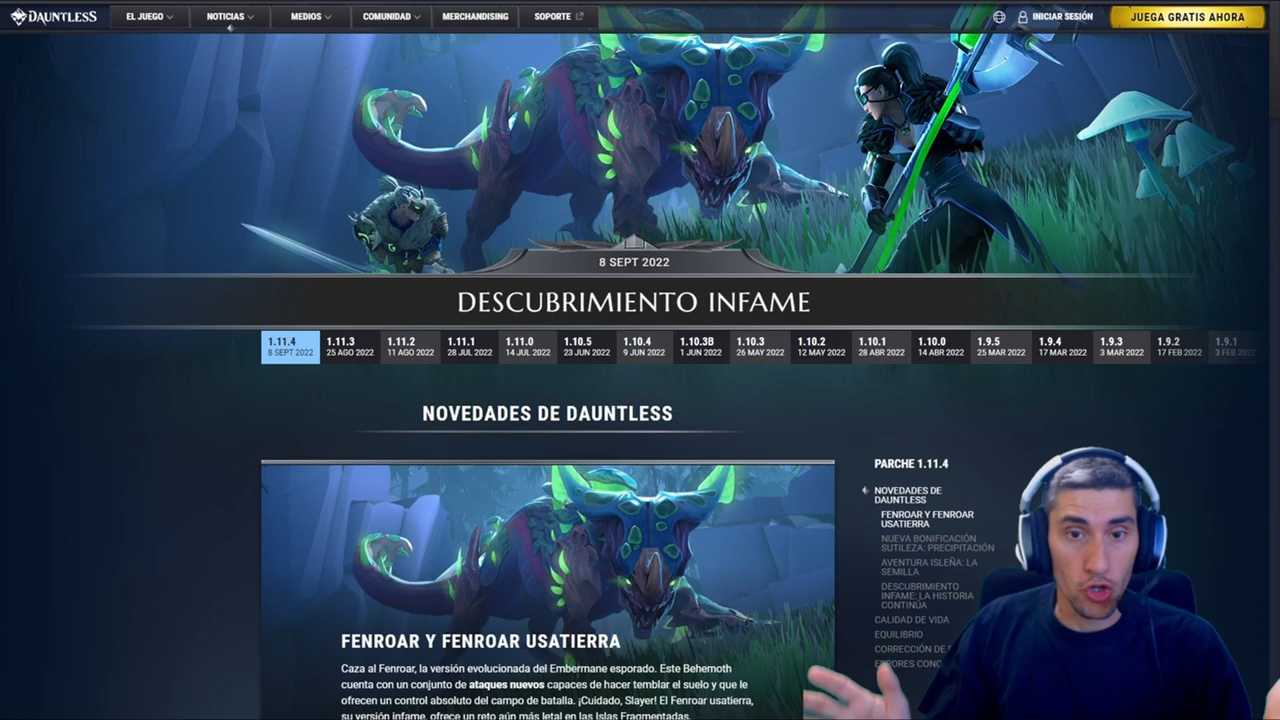 DAUNTLESS
EL JUEGO
NOTICIAS
MEDIOS
COMUNIDAD
MERCHANDISING
SOPORTE
INICIAR SESIÓN
JUEGA GRATIS AHORA
8 SEPT 2022
DESCUBRIMIENTO INFAME
1.11.4 1.11.3 1.11.2 1.11.1 1.11.0 1.10.5 1.10.4 1.10.3B 1.10.3 1.10.2 1.10.1 1.10.0 1.9.5 1.9.4 1.9.3 1.9.2 1.9.1
8 SEPT 2022 25 AGO 2022 11 AGO 2022 28 JUL 2022 14 JUL 2022 23 JUN 2022 9 JUN 2022 1 JUN 2022 26 MAY 2022 12 MAY 2022 28 ABR 2022 14 ABR 2022 25 MAR 2022 17 MAR 2022 3 MAR 2022 17 FEB 2022 3 FEB 2022
NOVEDADES DE DAUNTLESS
FENROAR Y FENROAR USATIERRA
Caza al Fenroar, la versión evolucionada del Embermane esporado. Este Behemoth
cuenta con un conjunto de ataques nuevos capaces de hacer temblar el suelo y que le
ofrecen un control absoluto del campo de batalla. ¡Cuidado, Slayer! El Fenroar usatierra,
su versión infame, ofrece un reto aún más letal en las Islas Fragmentadas.
PARCHE 1.11.4
NOVEDADES DE
DAUNTLESS
FENROAR Y FENROAR
USATIERRA
NUEVA BONIFICACIÓN
SUTILEZA: PRECIPITACIÓN
AVENTURA ISLEÑA: LA
SEMILLA
DESCUBRIMIENTO
INFAME: LA HISTORIA
CONTINÚA
CALIDAD DE VIDA
EQUILIBRIO
CORRECCIÓN DE
ERRORES CONO